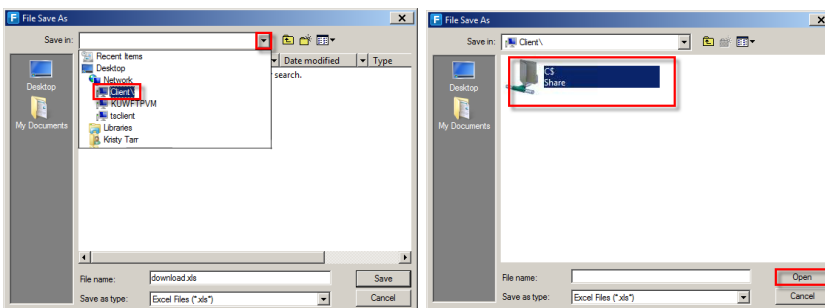 File Save As
Save in:
Recent Items
Desktop
Network
Client\
KUWFTPVM
tsclient
Libraries
Kristy Tarr
Date modified
Type
search.
Desktop
My Documents
File name:
download.xls
Save
Save as type:
Excel Files (*.xls*)
Cancel
File Save As
Save in:
Client\
C$
Share
Desktop
My Documents
File name:
Open
Save as type:
Excel Files (*.xls*)
Cancel